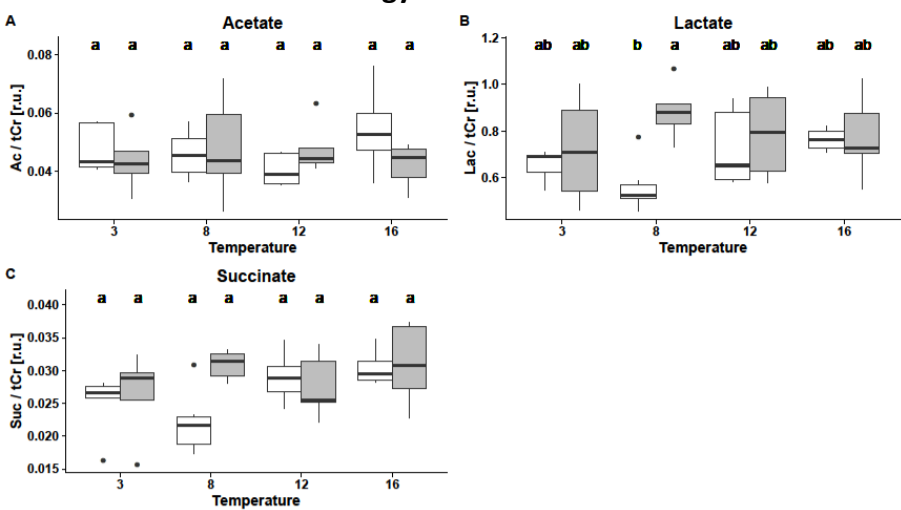 A Acetate
a a a a a a a a
Ac / tCr [r.u.]
0.08
0.06
0.04
3 8 12 16
Temperature
B Lactate
ab ab b a ab ab ab ab
Lac / tCr [r.u.]
1.2
1.0
0.8
0.6
3 8 12 16
Temperature
C Succinate
a a a a a a a a
Suc / tCr [r.u.]
0.040
0.035
0.030
0.025
0.020
0.015
3 8 12 16
Temperature